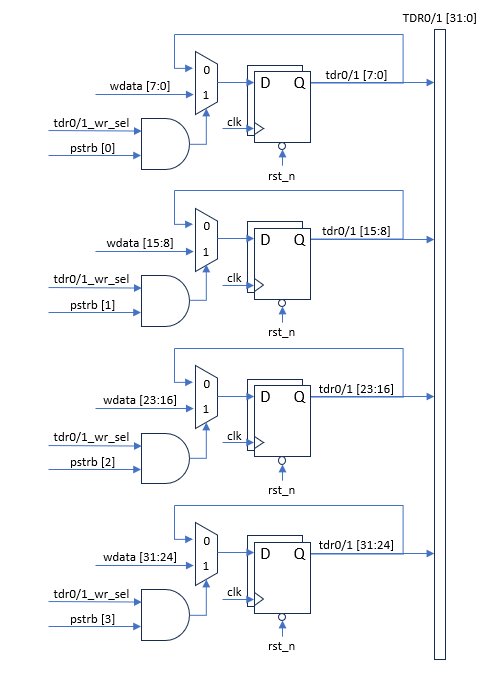 TDR0/1 [31:0]
0
wdata [7:0]
1
D Q
tdr0/1 [7:0]
tdr0/1_wr_sel
clk
pstrb [0]
rst_n
0
wdata [15:8]
1
D Q
tdr0/1 [15:8]
tdr0/1_wr_sel
clk
pstrb [1]
rst_n
0
wdata [23:16]
1
D Q
tdr0/1 [23:16]
tdr0/1_wr_sel
clk
pstrb [2]
rst_n
0
wdata [31:24]
1
D Q
tdr0/1 [31:24]
tdr0/1_wr_sel
clk
pstrb [3]
rst_n